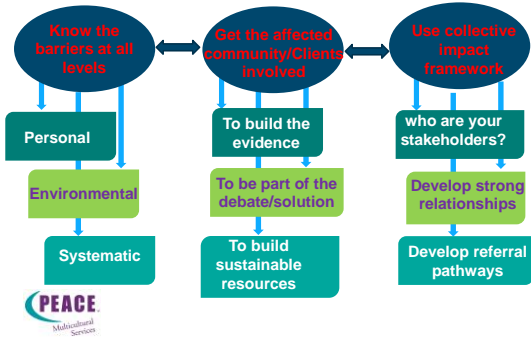 Know the
barriers at all
levels
Get the affected
community/Clients
involved
Use collective
impact
framework
Personal
Environmental
Systematic
To build the
evidence
To be part of the
debate/solution
To build
sustainable
resources
who are your
stakeholders?
Develop strong
relationships
Develop referral
pathways
PEACE
Multicultural
Services